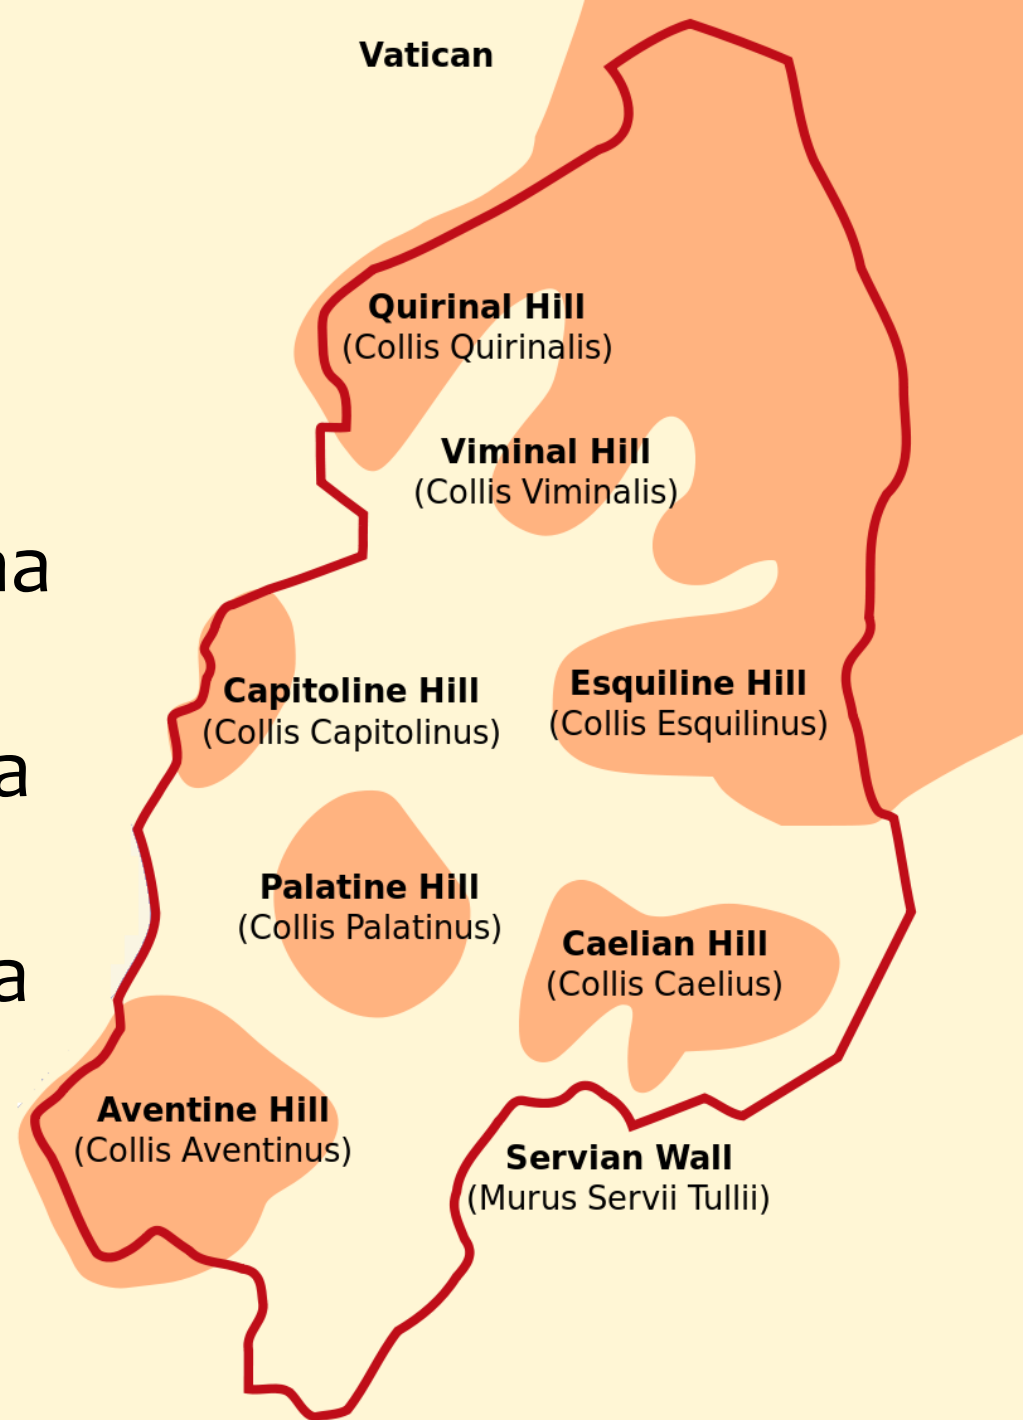 Vatican
Quirinal Hill
(Collis Quirinalis)
Viminal Hill
(Collis Viminalis)
na
Capitoline Hill
(Collis Capitolinus)
Esquiline Hill
(Collis Esquilinus)
a
Palatine Hill
(Collis Palatinus)
Caelian Hill
(Collis Caelius)
a
Aventine Hill
(Collis Aventinus)
Servian Wall
(Murus Servii Tullii)